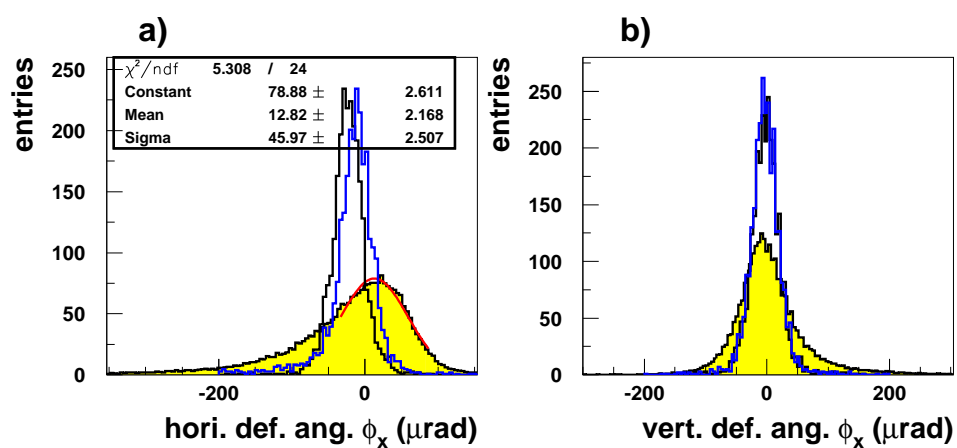 a)
b)
entries
χ²/ndf 5.308 / 24
Constant 78.88 ± 2.611
Mean 12.82 ± 2.168
Sigma 45.97 ± 2.507
250
200
150
100
50
0
-200 0
hori. def. ang. ϕx (μrad)
entries
250
200
150
100
50
0
-200 0 200
vert. def. ang. ϕx (μrad)